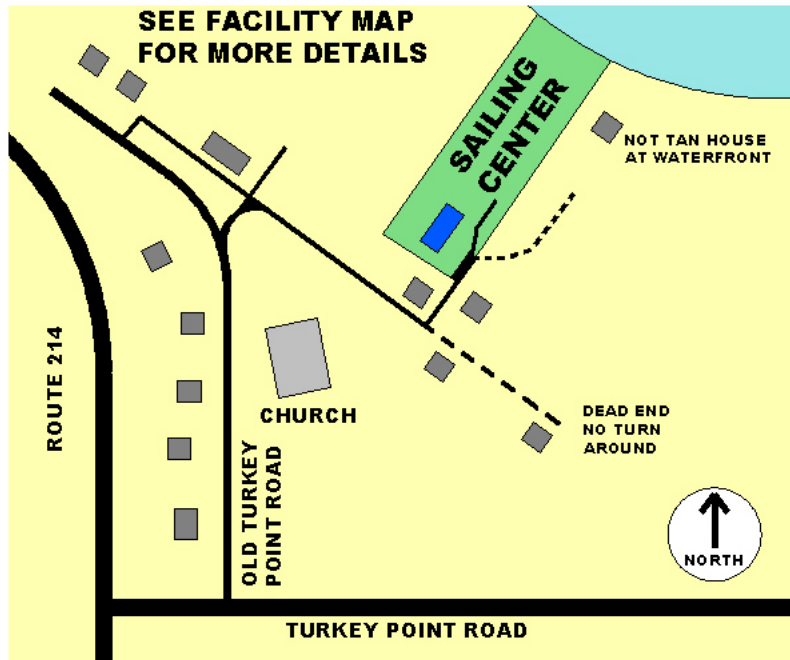 SEE FACILITY MAP
FOR MORE DETAILS
SAILING
CENTER
NOT TAN HOUSE
AT WATERFRONT
ROUTE 214
CHURCH
OLD TURKEY
POINT ROAD
DEAD END
NO TURN
AROUND
NORTH
TURKEY POINT ROAD